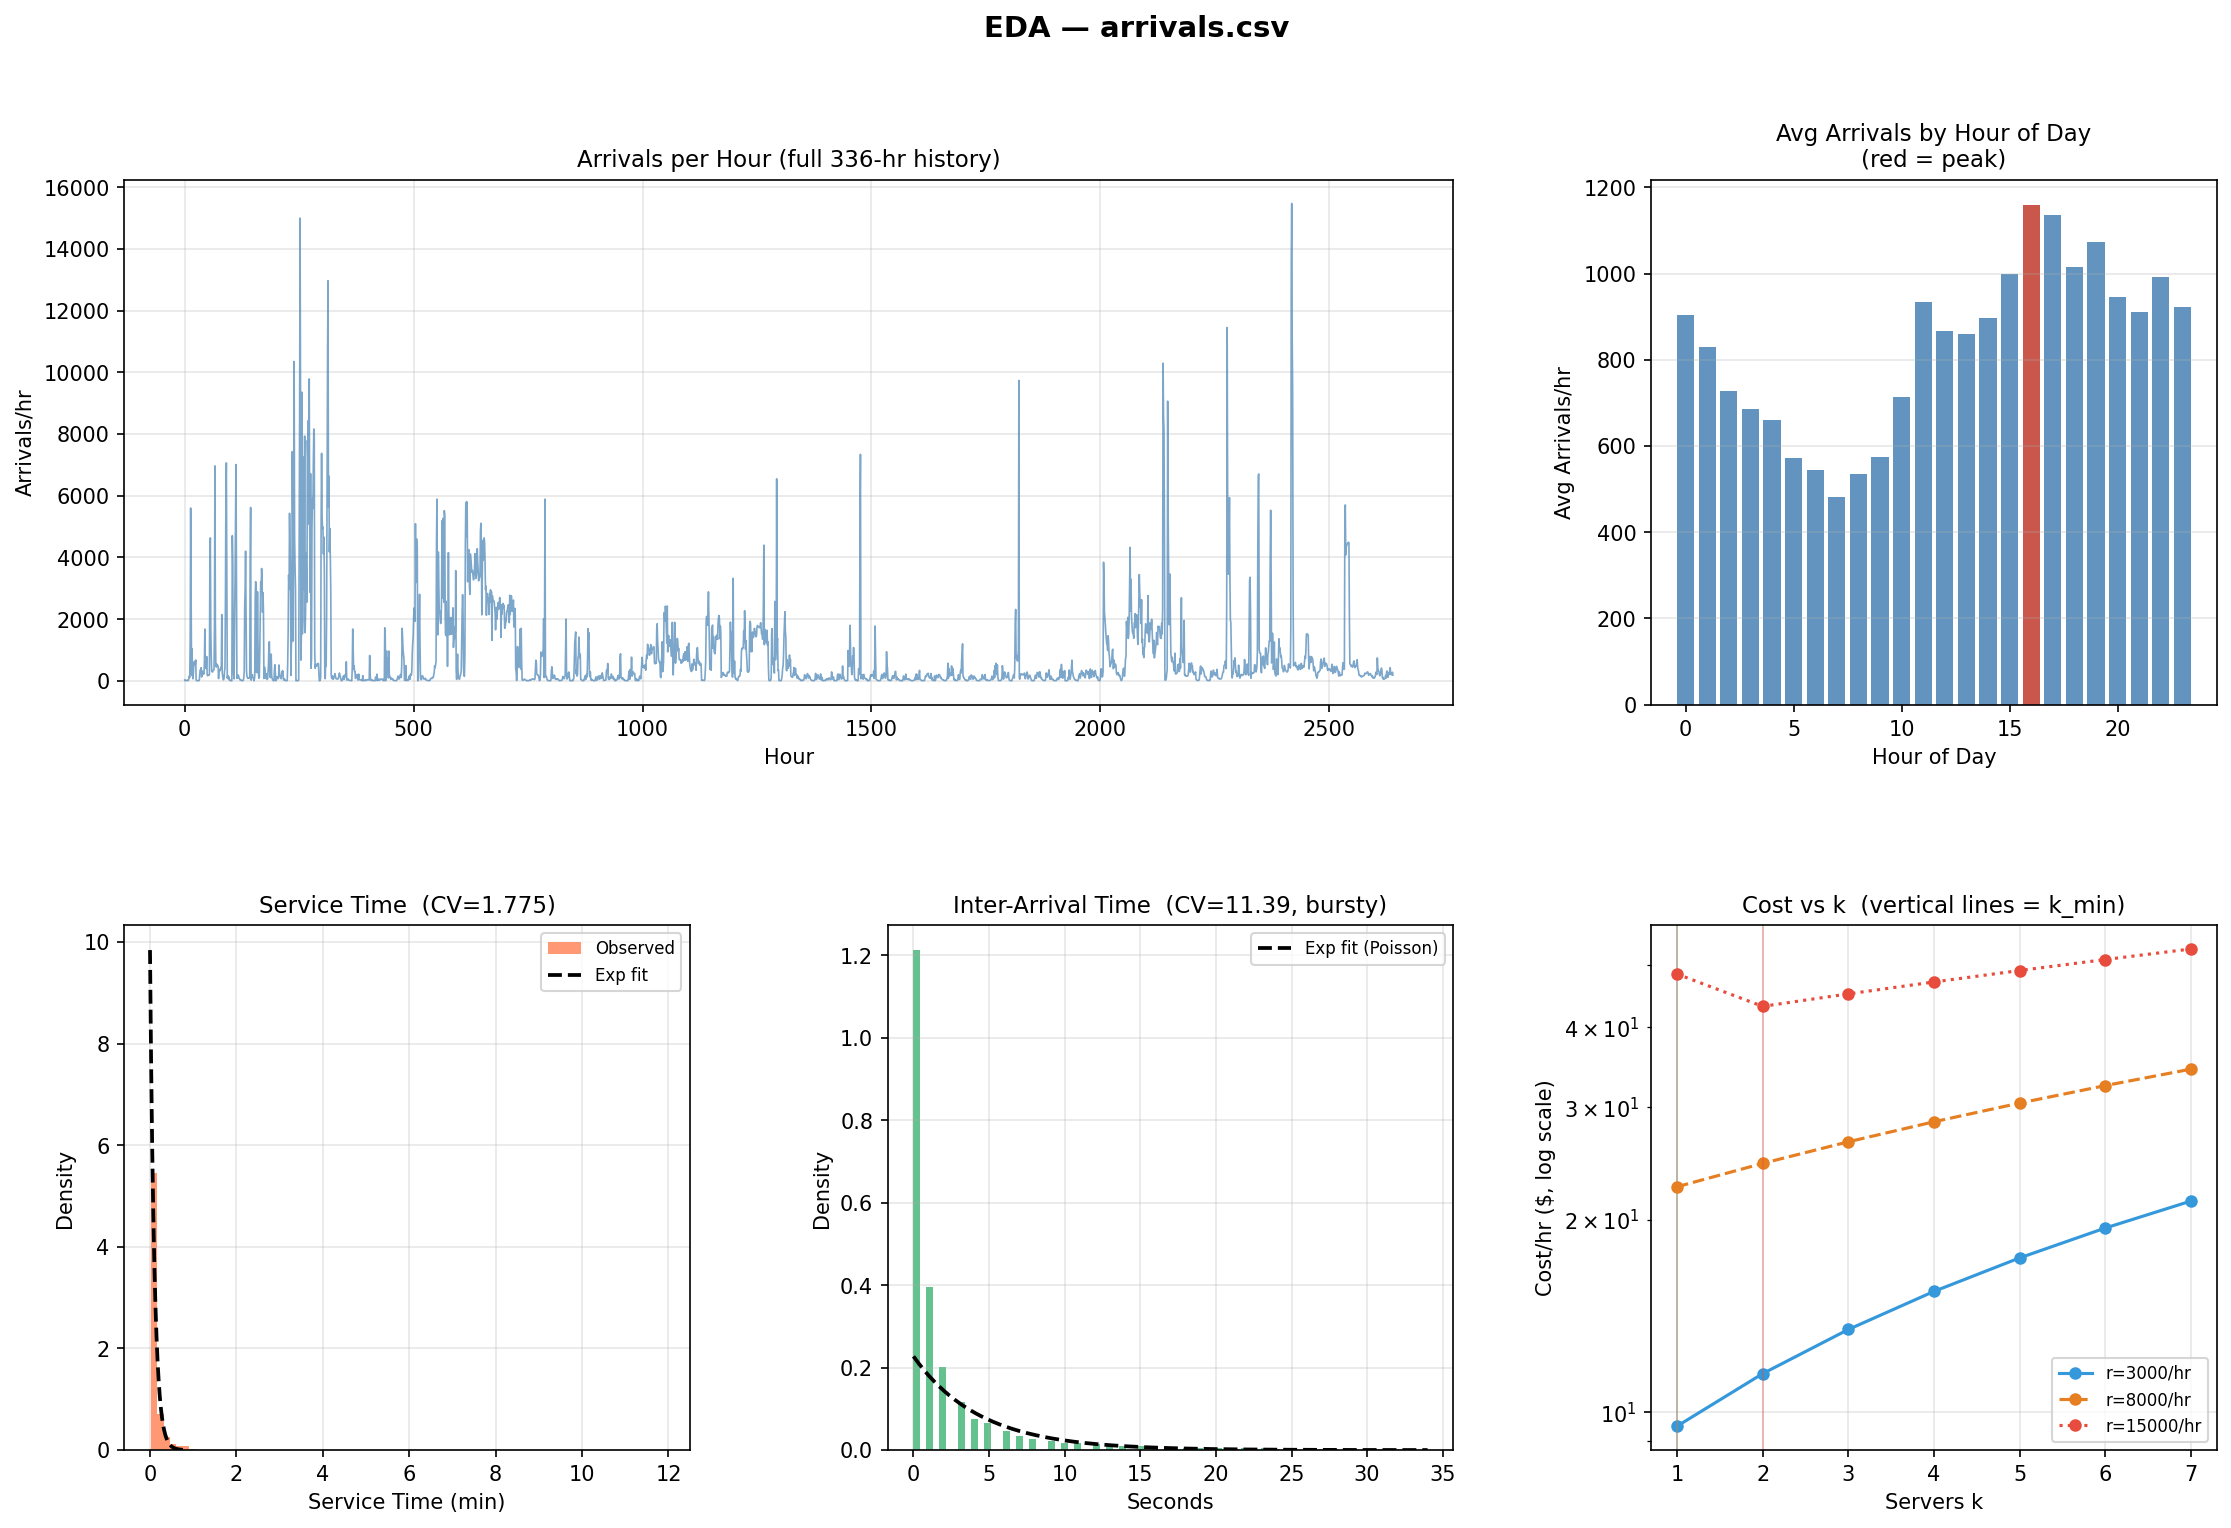 EDA — arrivals.csv
Arrivals per Hour (full 336-hr history)
Arrivals/hr
16000
14000
12000
10000
8000
6000
4000
2000
0
0
500
1000
1500
2000
2500
Hour
Avg Arrivals by Hour of Day
(red = peak)
Avg Arrivals/hr
1200
1000
800
600
400
200
0
0
5
10
15
20
Hour of Day
Service Time  (CV=1.775)
Observed
Exp fit
Density
10
8
6
4
2
0
0
2
4
6
8
10
12
Service Time (min)
Inter-Arrival Time  (CV=11.39, bursty)
Exp fit (Poisson)
Density
1.2
1.0
0.8
0.6
0.4
0.2
0.0
0
5
10
15
20
25
30
35
Seconds
Cost vs k  (vertical lines = k_min)
Cost/hr ($, log scale)
4 × 10¹
3 × 10¹
2 × 10¹
10¹
r=3000/hr
r=8000/hr
r=15000/hr
1
2
3
4
5
6
7
Servers k